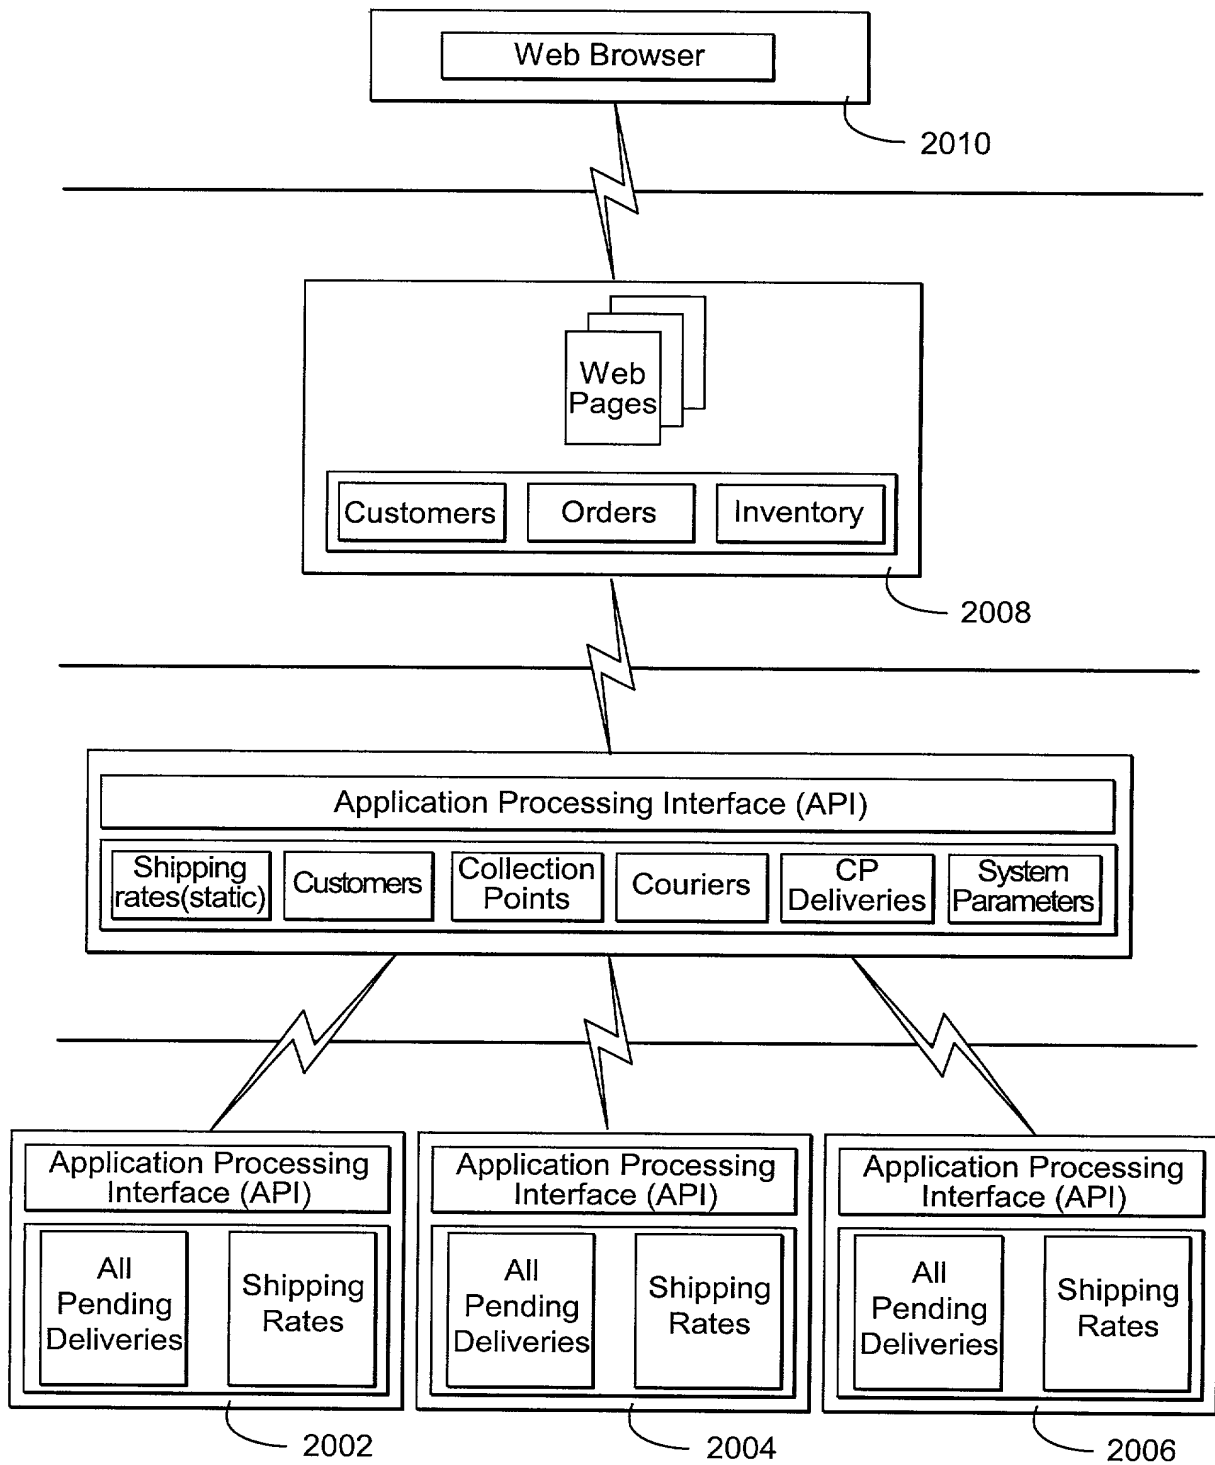 Web Browser
2010
Web
Pages
Customers
Orders
Inventory
2008
Application Processing Interface (API)
Shipping
rates(static)
Customers
Collection
Points
Couriers
CP
Deliveries
System
Parameters
Application Processing
Interface (API)
All
Pending
Deliveries
Shipping
Rates
2002
Application Processing
Interface (API)
All
Pending
Deliveries
Shipping
Rates
2004
Application Processing
Interface (API)
All
Pending
Deliveries
Shipping
Rates
2006